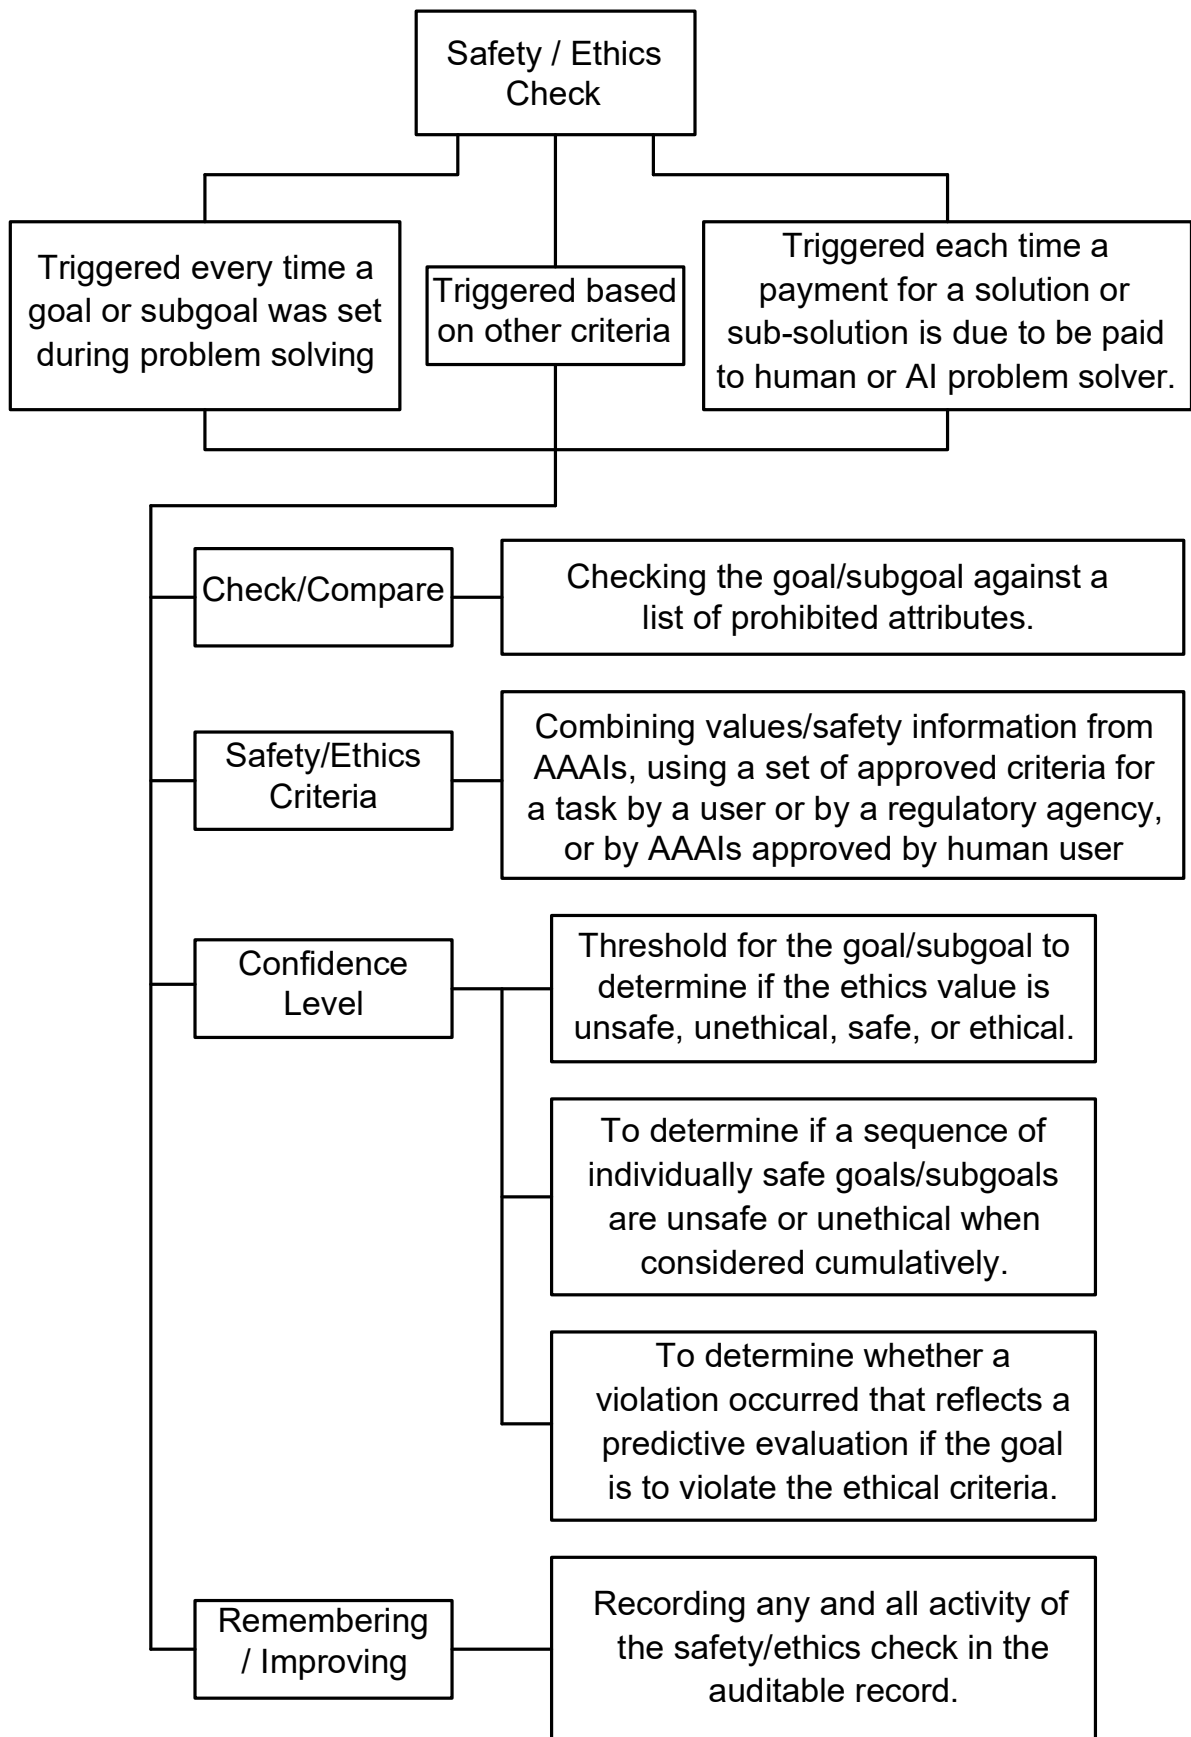 Safety / Ethics
Check
Triggered every time a
goal or subgoal was set
during problem solving
Triggered based
on other criteria
Triggered each time a
payment for a solution or
sub-solution is due to be paid
to human or AI problem solver.
Check/Compare
Checking the goal/subgoal against a
list of prohibited attributes.
Safety/Ethics
Criteria
Combining values/safety information from
AAAIs, using a set of approved criteria for
a task by a user or by a regulatory agency,
or by AAAIs approved by human user
Confidence
Level
Threshold for the goal/subgoal to
determine if the ethics value is
unsafe, unethical, safe, or ethical.
To determine if a sequence of
individually safe goals/subgoals
are unsafe or unethical when
considered cumulatively.
To determine whether a
violation occurred that reflects a
predictive evaluation if the goal
is to violate the ethical criteria.
Remembering
/ Improving
Recording any and all activity of
the safety/ethics check in the
auditable record.